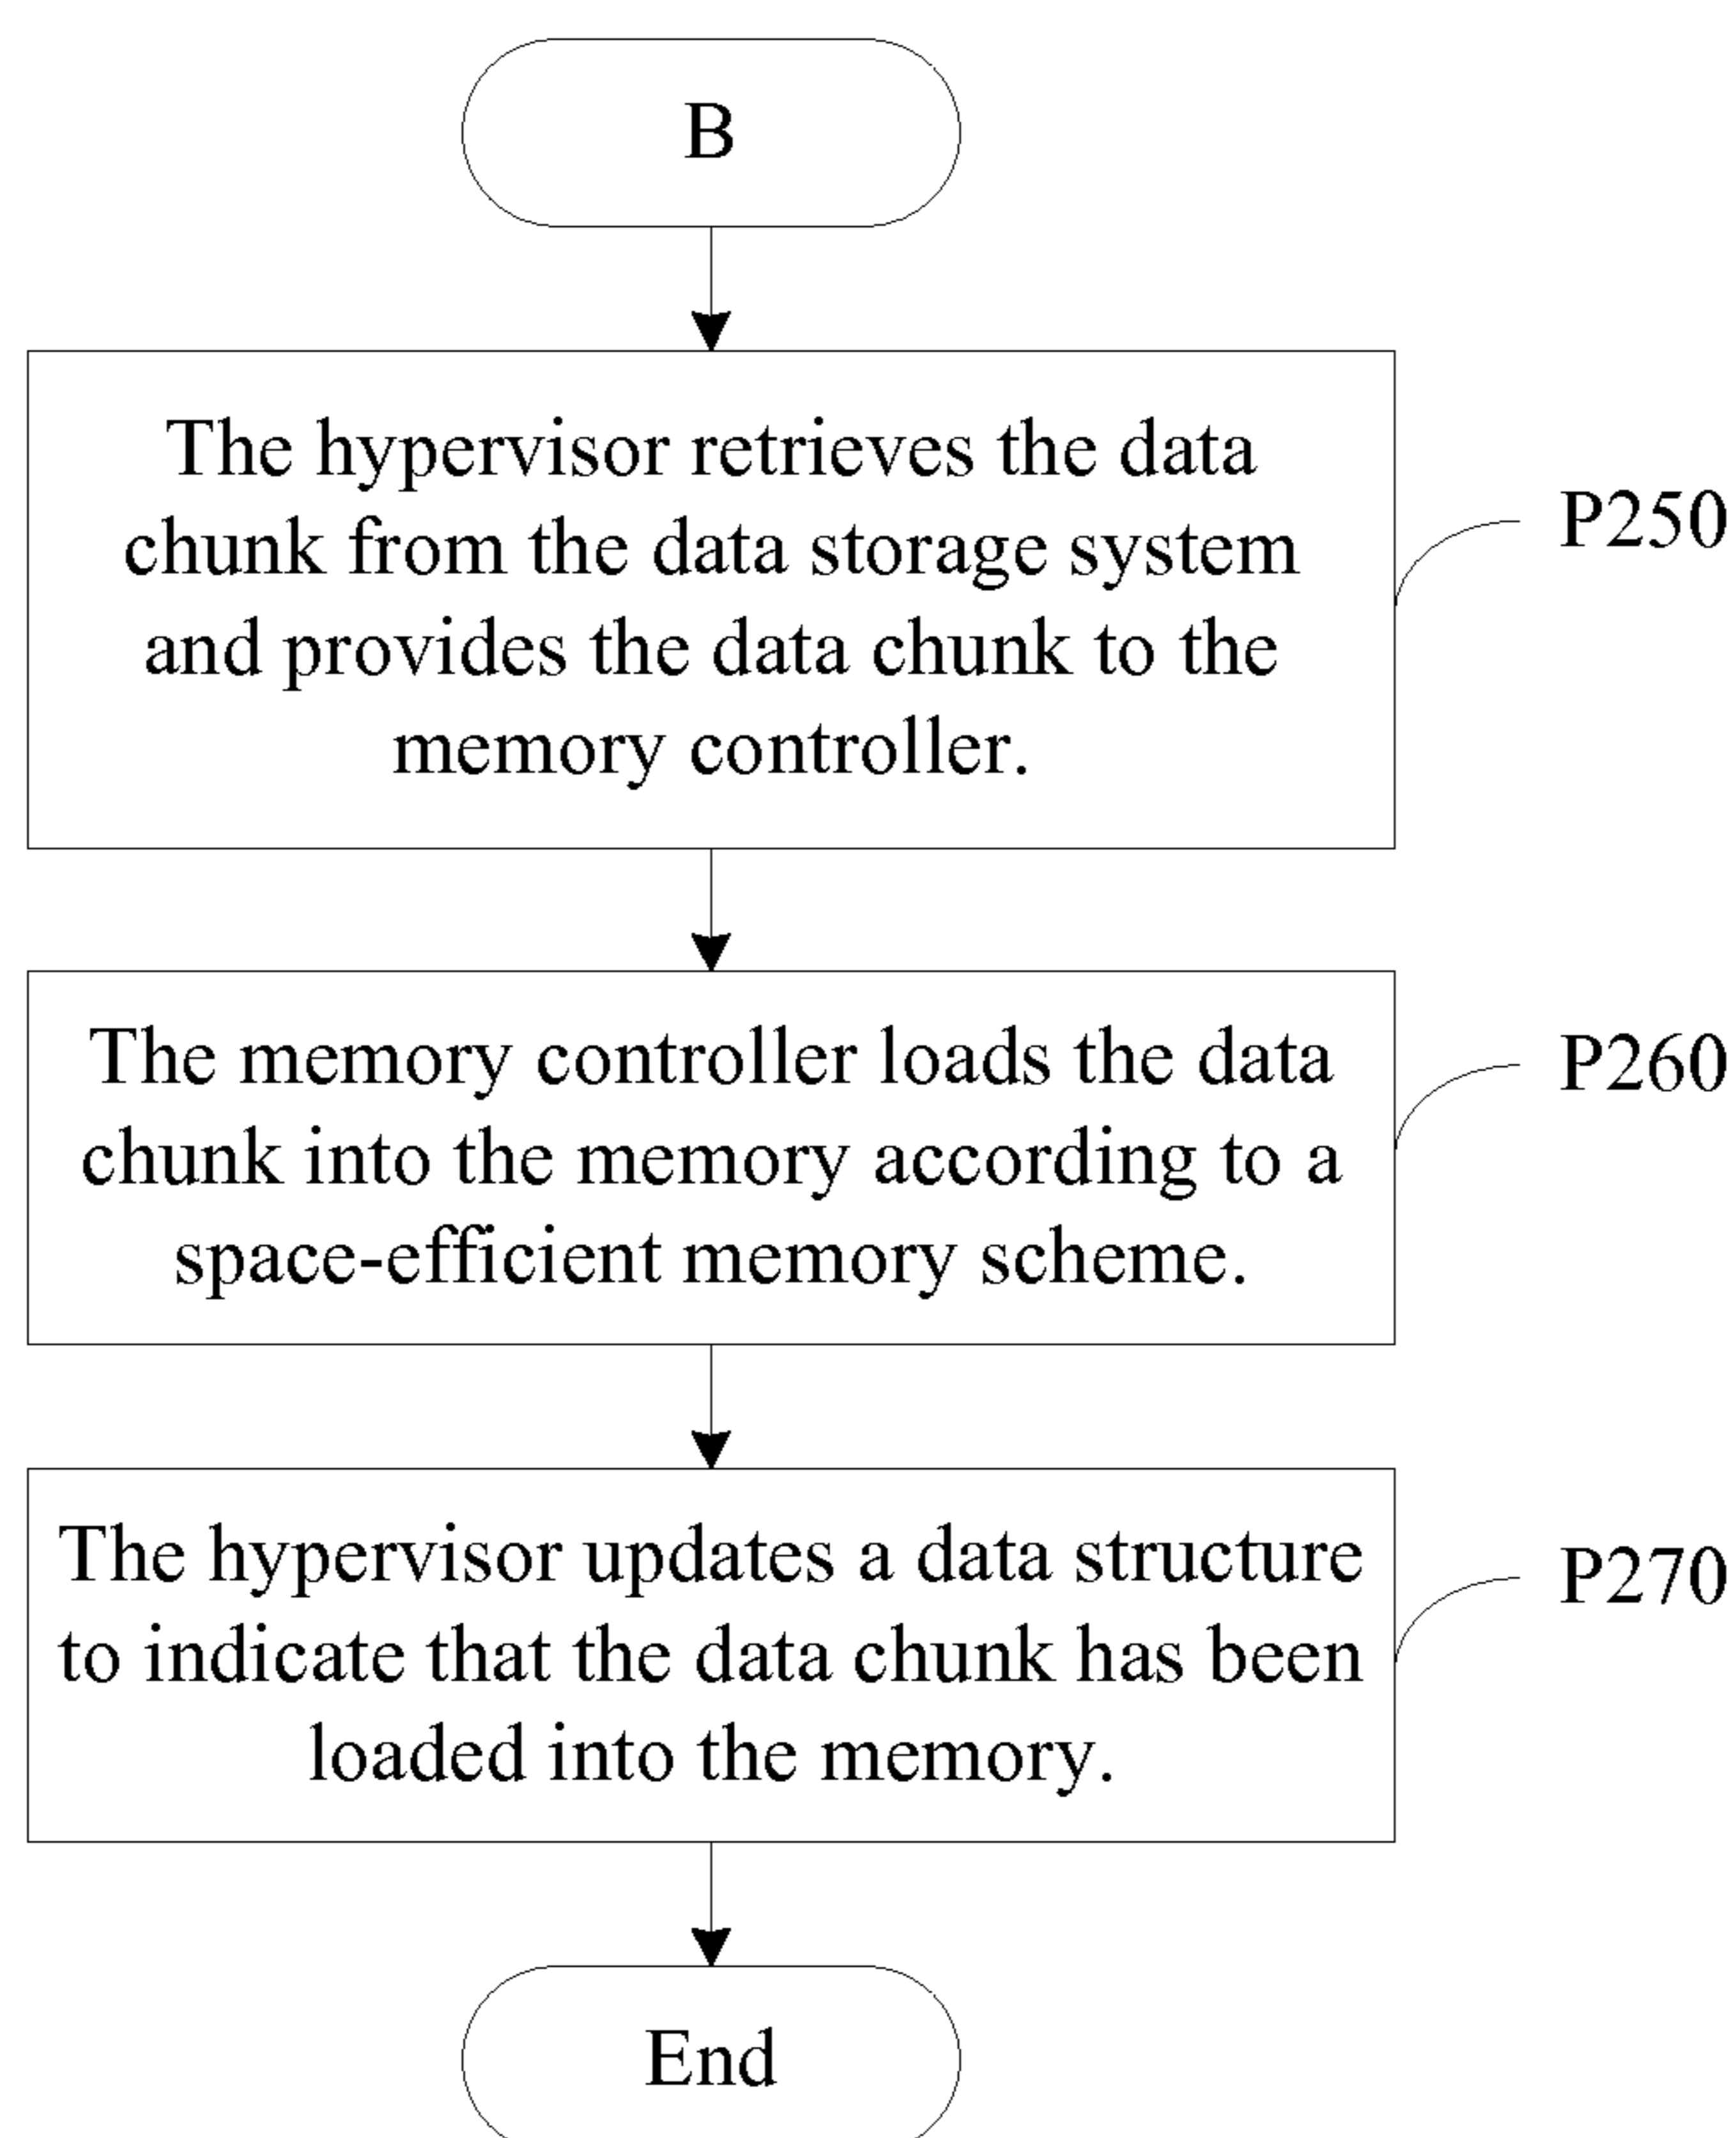 B
The hypervisor retrieves the data
chunk from the data storage system
and provides the data chunk to the
memory controller.
P250
The memory controller loads the data
chunk into the memory according to a
space-efficient memory scheme.
P260
The hypervisor updates a data structure
to indicate that the data chunk has been
loaded into the memory.
P270
End